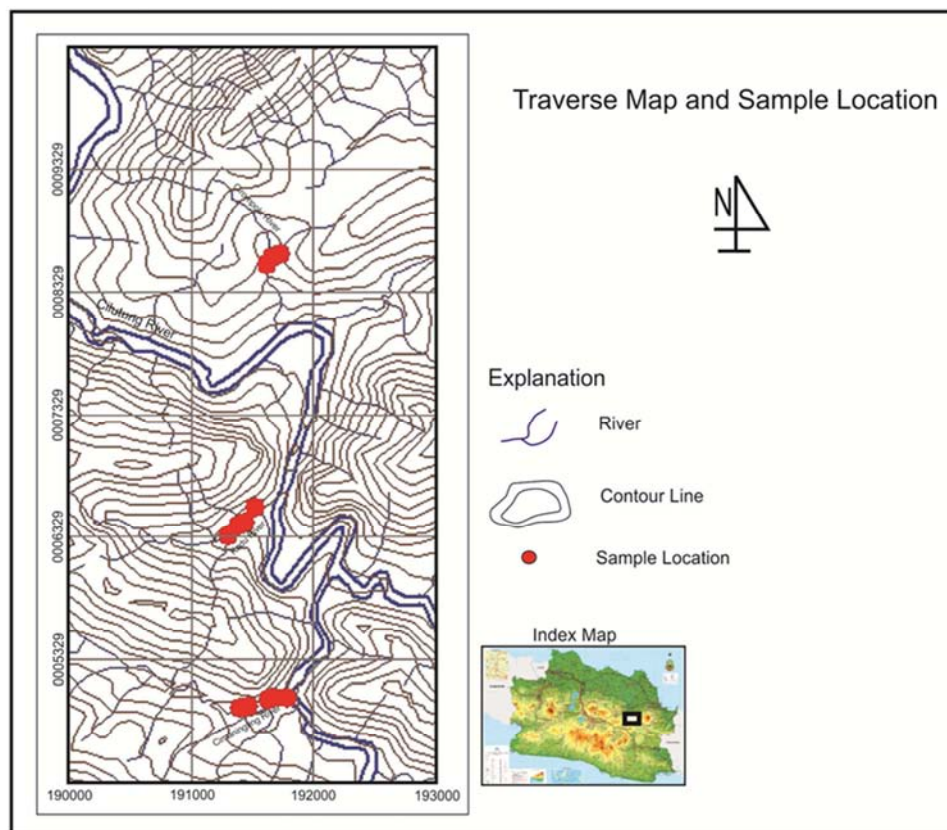 Traverse Map and Sample Location
N
0009329
0008329
Cilutung River
0007329
0006329
0005329
190000
191000
192000
193000
Explanation
River
Contour Line
Sample Location
Index Map